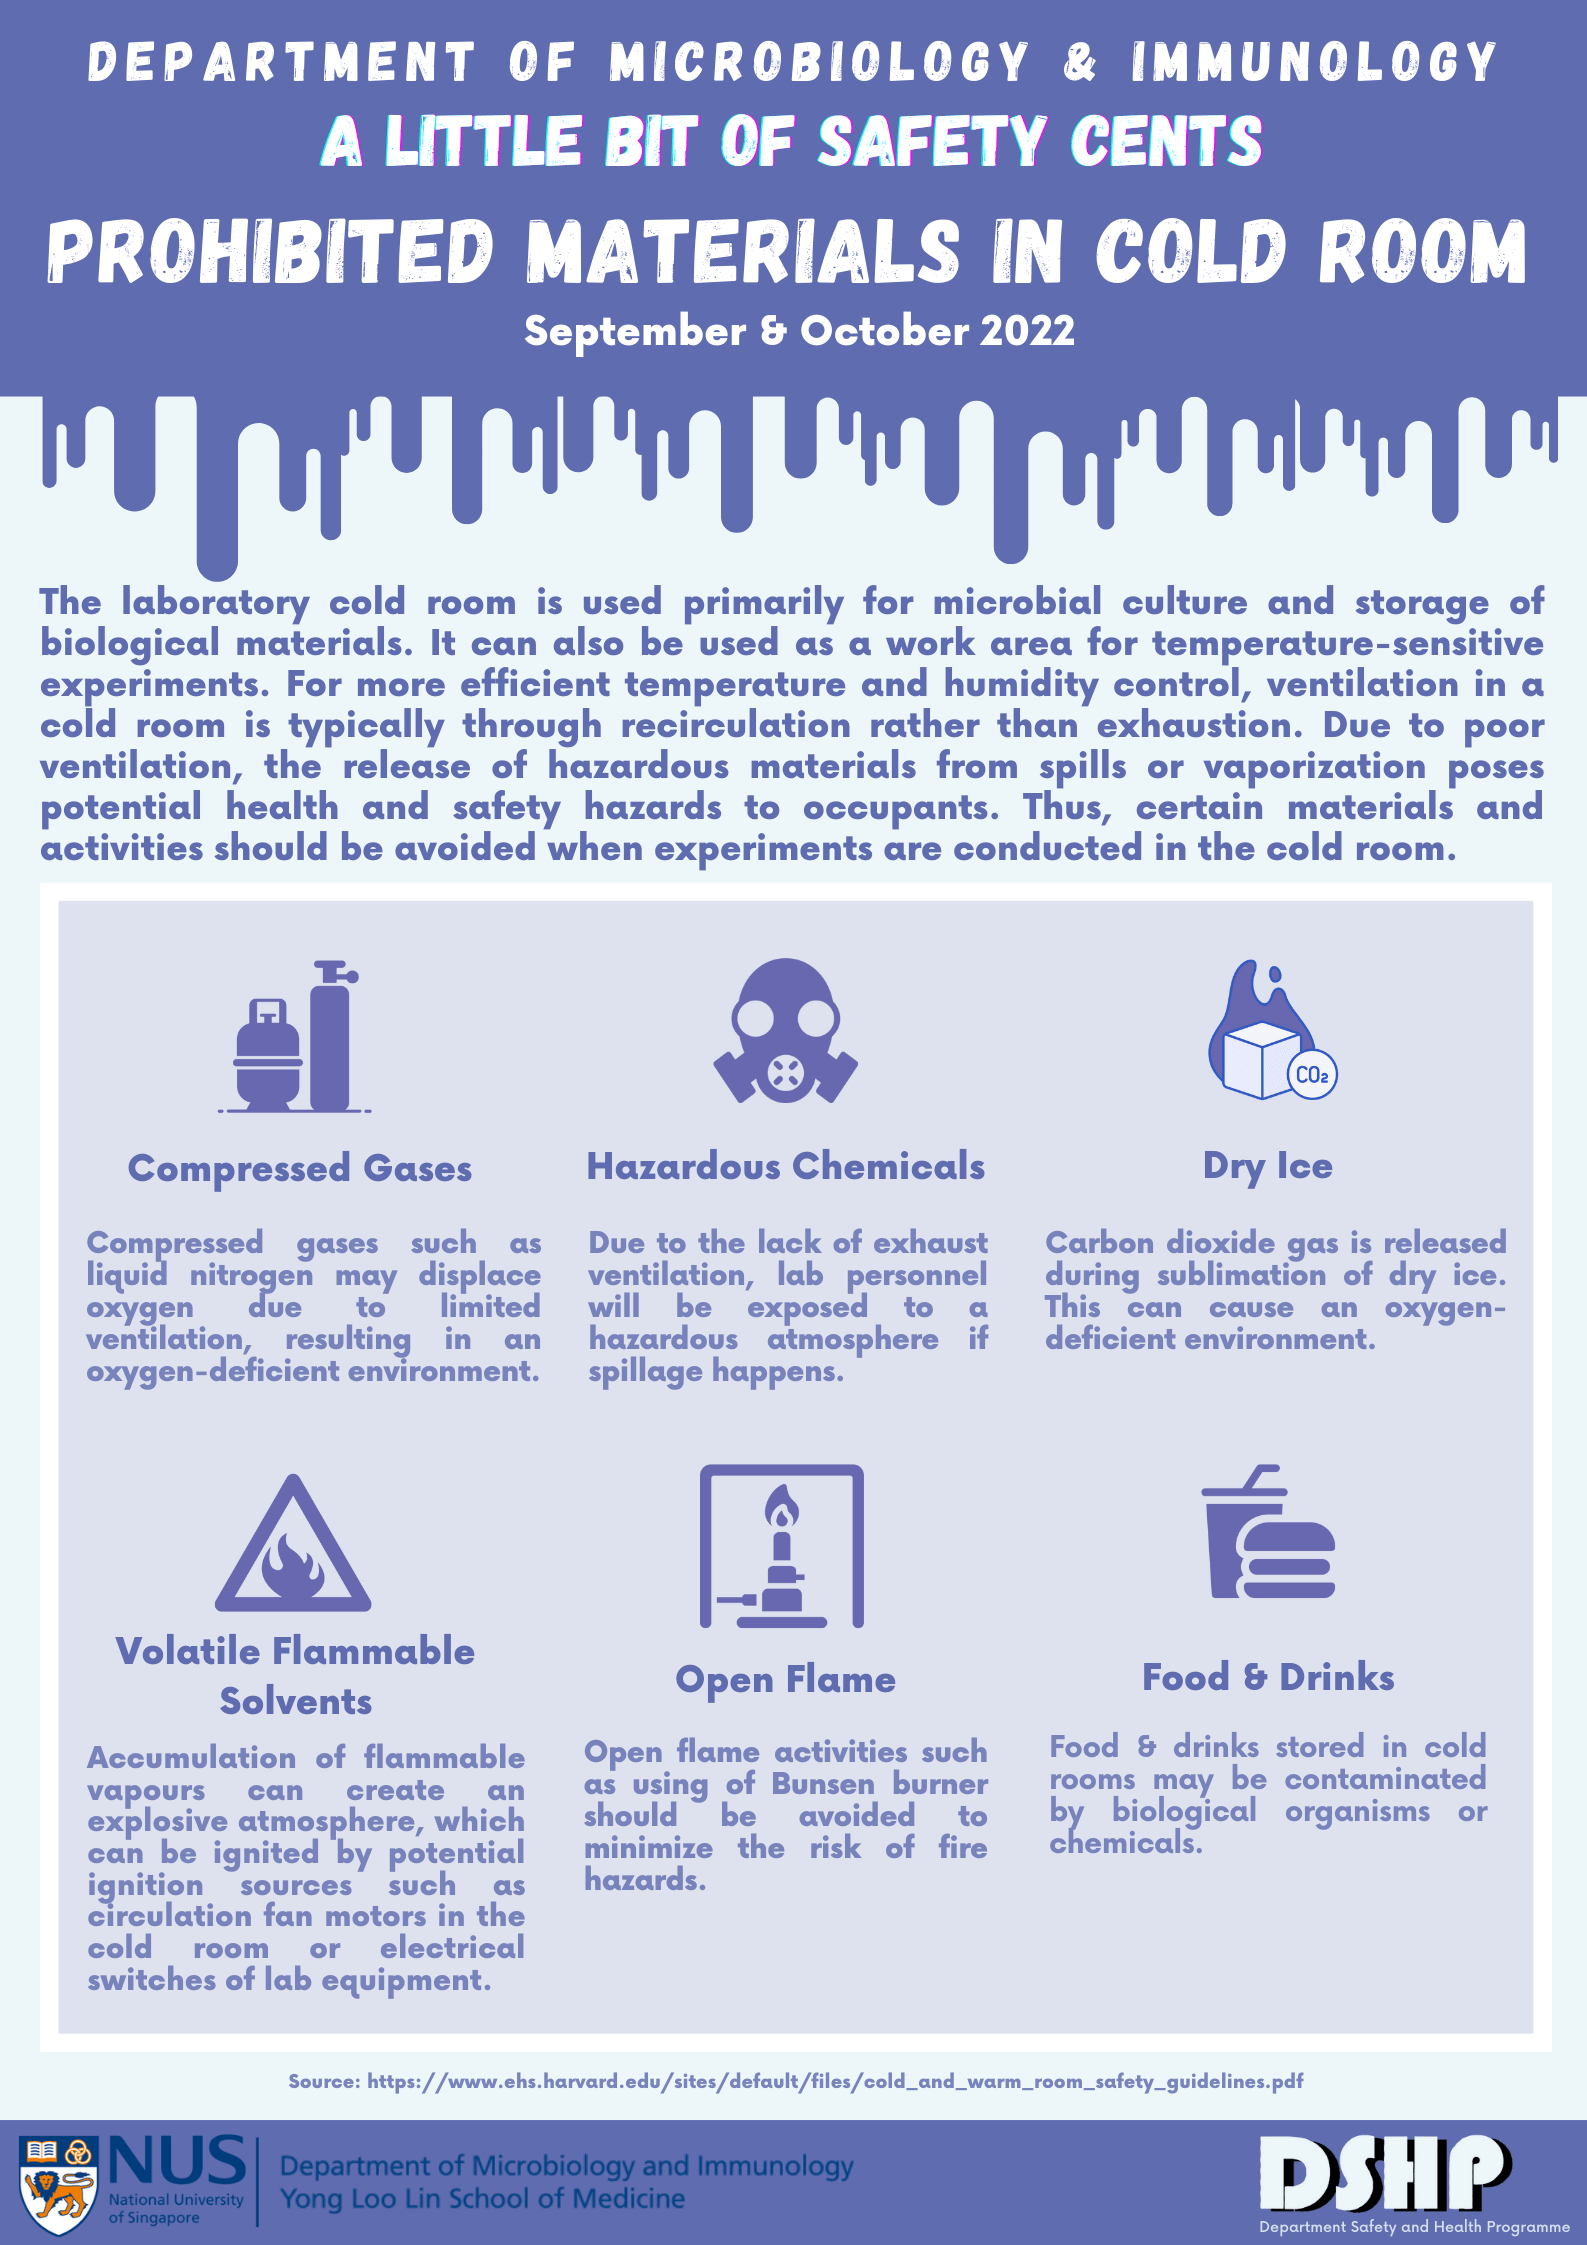 DEPARTMENT OF MICROBIOLOGY & IMMUNOLOGY
A LITTLE BIT OF SAFETY CENTS
PROHIBITED MATERIALS IN COLD ROOM
September & October 2022
The laboratory cold room is used primarily for microbial culture and storage of
biological materials. It can also be used as a work area for temperature-sensitive
experiments. For more efficient temperature and humidity control, ventilation in a
cold room is typically through recirculation rather than exhaustion. Due to poor
ventilation, the release of hazardous materials from spills or vaporization poses
potential health and safety hazards to occupants. Thus, certain materials and
activities should be avoided when experiments are conducted in the cold room.
Compressed Gases
Compressed gases such as
liquid nitrogen may displace
oxygen due to limited
ventilation, resulting in an
oxygen-deficient environment.
Hazardous Chemicals
Due to the lack of exhaust
ventilation, lab personnel
will be exposed to a
hazardous atmosphere if
spillage happens.
CO₂
Dry Ice
Carbon dioxide gas is released
during sublimation of dry ice.
This can cause an oxygen-
deficient environment.
Volatile Flammable
Solvents
Accumulation of flammable
vapours can create an
explosive atmosphere, which
can be ignited by potential
ignition sources such as
circulation fan motors in the
cold room or electrical
switches of lab equipment.
Open Flame
Open flame activities such
as using of Bunsen burner
should be avoided to
minimize the risk of fire
hazards.
Food & Drinks
Food & drinks stored in cold
rooms may be contaminated
by biological organisms or
chemicals.
Source: https://www.ehs.harvard.edu/sites/default/files/cold_and_warm_room_safety_guidelines.pdf
NUS
National University
of Singapore
Department of Microbiology and Immunology
Yong Loo Lin School of Medicine
DSHP
Department Safety and Health Programme